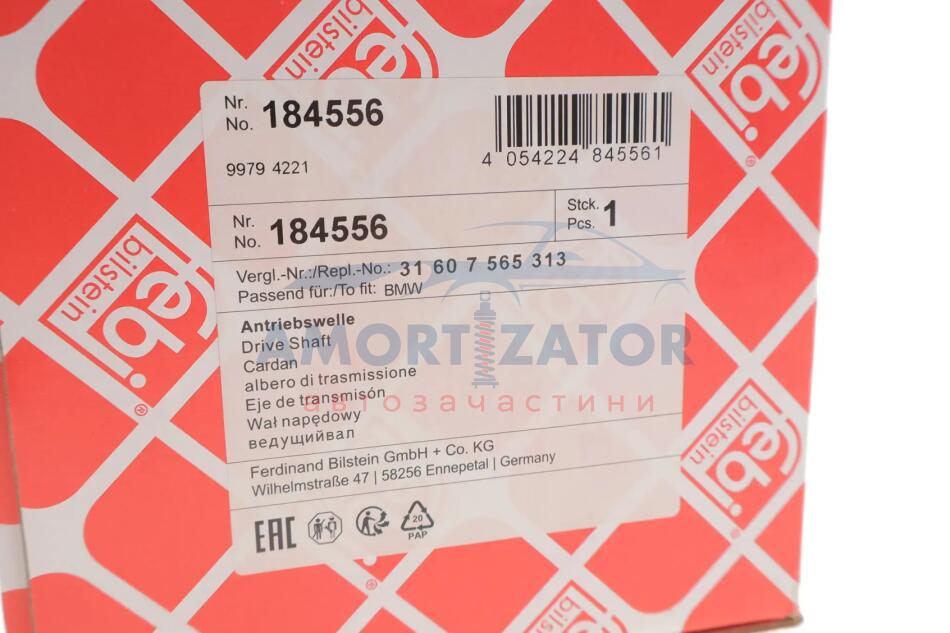 febi
bilstein
febi
bilstein
Nr.
No. 184556
4 054224 845561
9979 4221
Nr.
No. 184556
Stck.
Pcs. 1
Vergl.-Nr.:/Repl.-No.: 31 60 7 565 313
Passend für:/To fit: BMW
Antriebswelle
Drive Shaft
Cardan
albero di trasmissione
Eje de transmisón
Wał napędowy
ведущийвал
AMORTIZATOR
автозачастини
Ferdinand Bilstein GmbH + Co. KG
Wilhelmstraße 47 | 58256 Ennepetal | Germany
EAC
20
PAP
febi
bilstein
®
febi
bilstein
®
bilstein